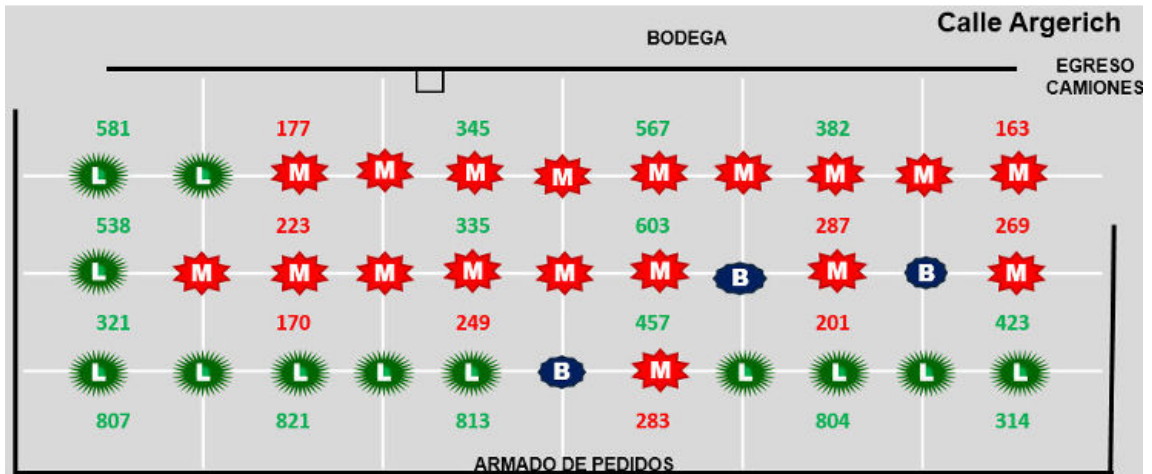 Calle Argerich
BODEGA
EGRESO
CAMIONES
581 177 345 567 382 163
L L M M M M M M M M M
538 223 335 603 287 269
L M M M M M M B M B M
321 170 249 457 201 423
L L L L L B M L L L L
807 821 813 283 804 314
ARMADO DE PEDIDOS